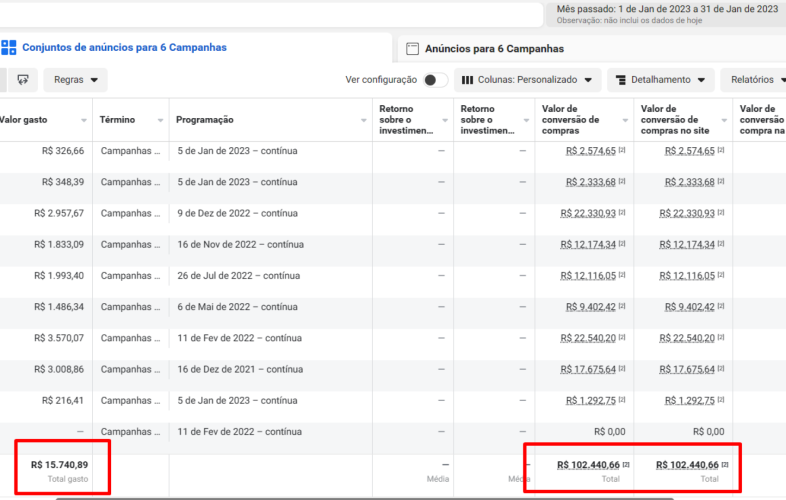 Mês passado: 1 de Jan de 2023 a 31 de Jan de 2023
Observação: não inclui os dados de hoje
Conjuntos de anúncios para 6 Campanhas
Anúncios para 6 Campanhas
Regras
Ver configuração
Colunas: Personalizado
Detalhamento
Relatórios
Valor gasto
Término
Programação
Retorno
sobre o
investimen...
Retorno
sobre o
investimen...
Valor de
conversão de
compras
Valor de
conversão de
compras no site
Valor de
conversão
compra na
R$ 326,66 Campanhas ... 5 de Jan de 2023 – contínua — — R$ 2.574,65 [2] R$ 2.574,65 [2]
R$ 348,39 Campanhas ... 5 de Jan de 2023 – contínua — — R$ 2.333,68 [2] R$ 2.333,68 [2]
R$ 2.957,67 Campanhas ... 9 de Dez de 2022 – contínua — — R$ 22.330,93 [2] R$ 22.330,93 [2]
R$ 1.833,09 Campanhas ... 16 de Nov de 2022 – contínua — — R$ 12.174,34 [2] R$ 12.174,34 [2]
R$ 1.993,40 Campanhas ... 26 de Jul de 2022 – contínua — — R$ 12.116,05 [2] R$ 12.116,05 [2]
R$ 1.486,34 Campanhas ... 6 de Mai de 2022 – contínua — — R$ 9.402,42 [2] R$ 9.402,42 [2]
R$ 3.570,07 Campanhas ... 11 de Fev de 2022 – contínua — — R$ 22.540,20 [2] R$ 22.540,20 [2]
R$ 3.008,86 Campanhas ... 16 de Dez de 2021 – contínua — — R$ 17.675,64 [2] R$ 17.675,64 [2]
R$ 216,41 Campanhas ... 5 de Jan de 2023 – contínua — — R$ 1.292,75 [2] R$ 1.292,75 [2]
— Campanhas ... 11 de Fev de 2022 – contínua — — R$ 0,00 R$ 0,00
R$ 15.740,89 — — R$ 102.440,66 [2] R$ 102.440,66 [2]
Total gasto Média Média Total Total